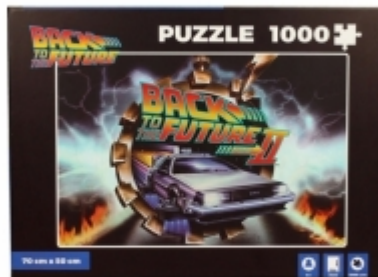 BACK TO THE FUTURE
PUZZLE 1000
BACK
TO
THE FUTURE II
70 cm x 50 cm